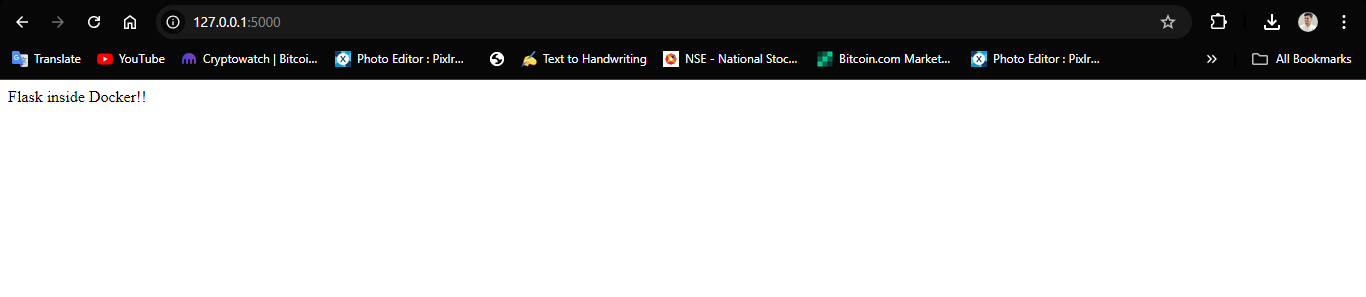 127.0.0.1:5000
Translate YouTube Cryptowatch | Bitcoi... Photo Editor : Pixlr... Text to Handwriting NSE - National Stoc... Bitcoin.com Market... Photo Editor : Pixlr... All Bookmarks
Flask inside Docker!!